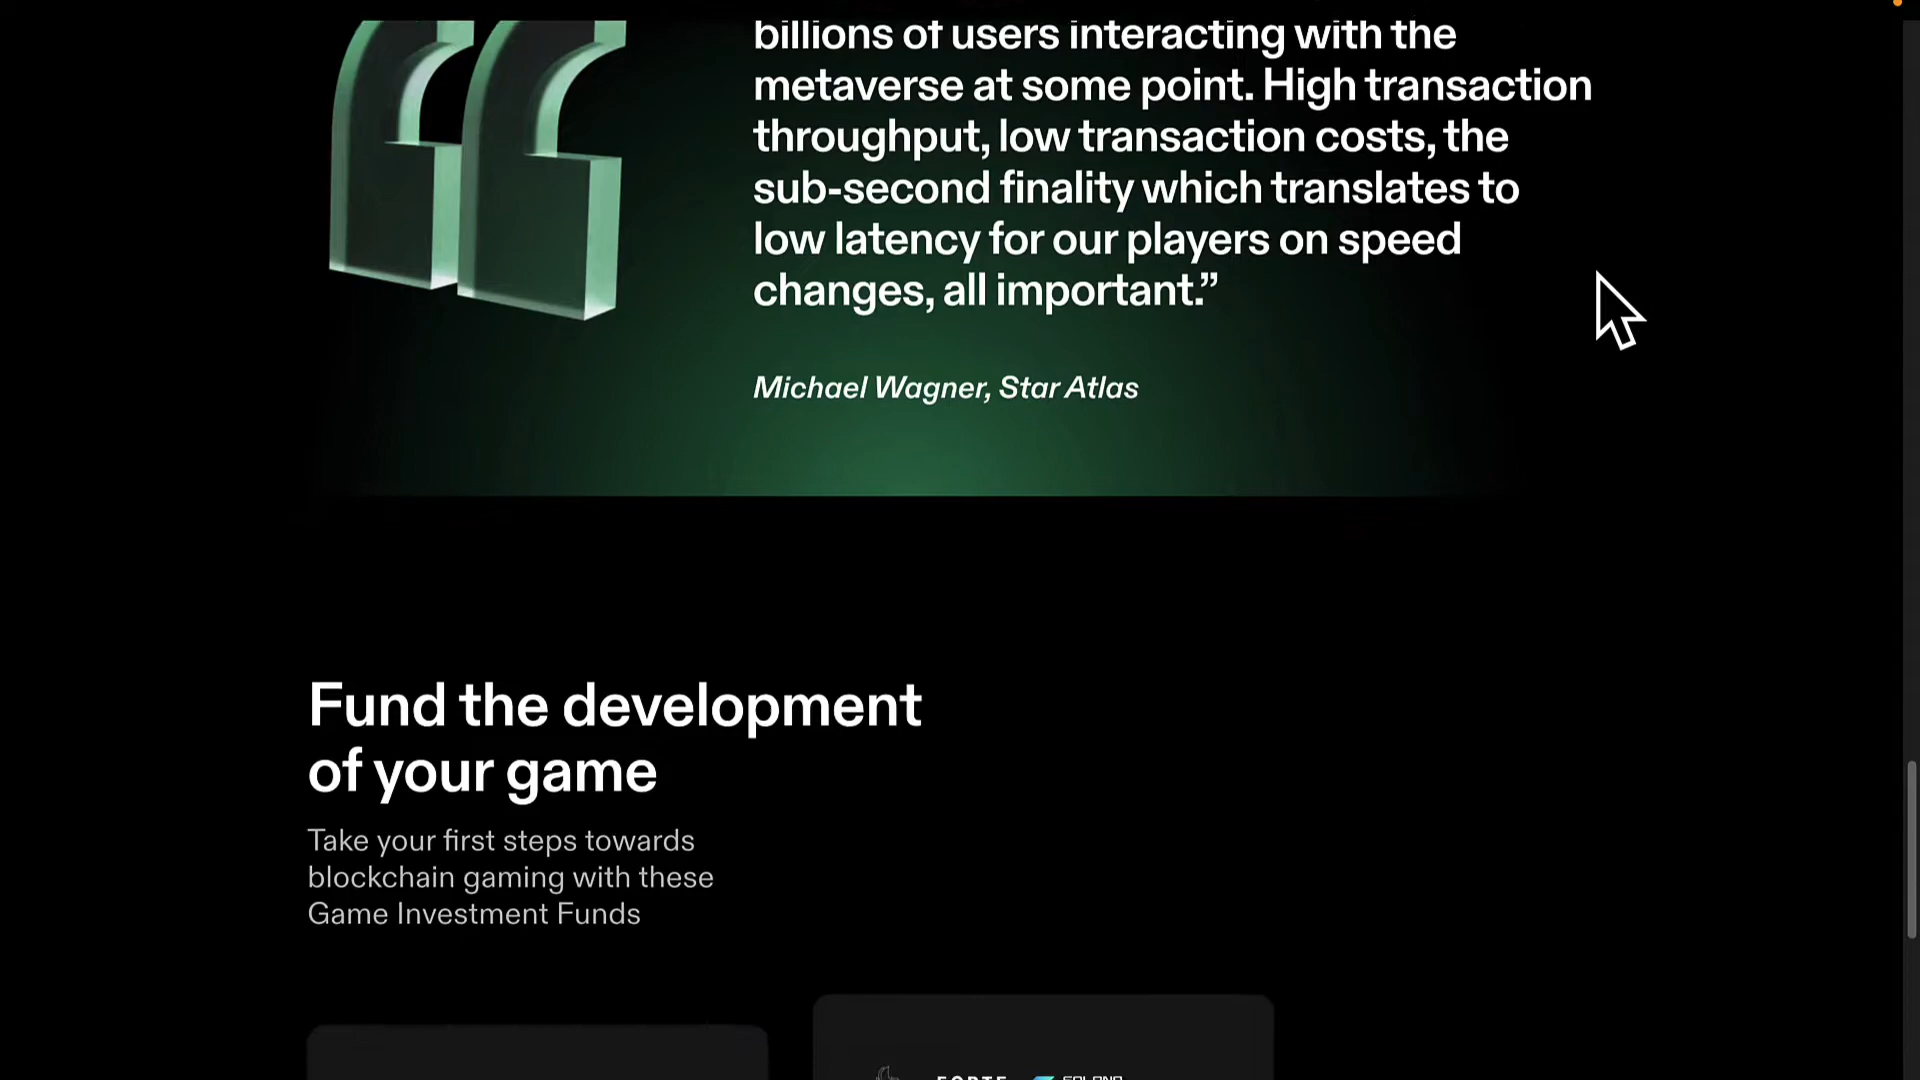 billions of users interacting with the
metaverse at some point. High transaction
throughput, low transaction costs, the
sub-second finality which translates to
low latency for our players on speed
changes, all important.”
Michael Wagner, Star Atlas
Fund the development
of your game
Take your first steps towards
blockchain gaming with these
Game Investment Funds
FORTE SOLANA